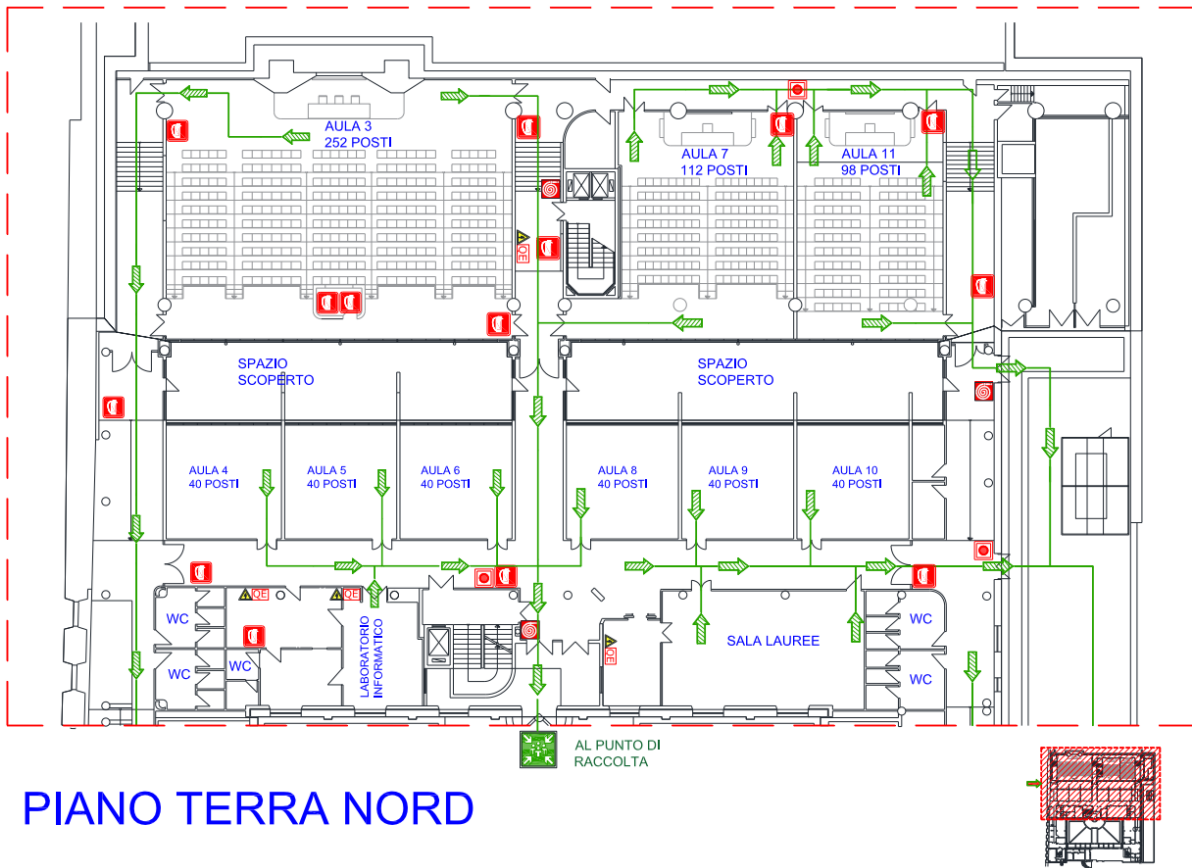 AULA 3
252 POSTI
AULA 7
112 POSTI
AULA 11
98 POSTI
QE
SPAZIO
SCOPERTO
SPAZIO
SCOPERTO
AULA 4
40 POSTI
AULA 5
40 POSTI
AULA 6
40 POSTI
AULA 8
40 POSTI
AULA 9
40 POSTI
AULA 10
40 POSTI
QE
QE
WC
WC
WC
LABORATORIO
INFORMATICO
QE
SALA LAUREE
WC
WC
AL PUNTO DI
RACCOLTA
PIANO TERRA NORD